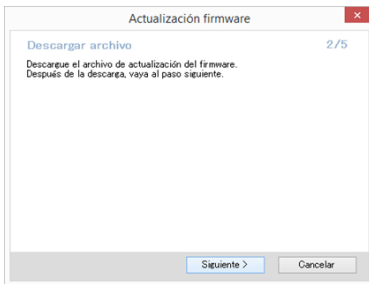 Actualización firmware
Descargar archivo 2/5
Descargue el archivo de actualización del firmware.
Después de la descarga, vaya al paso siguiente.
Siguiente > Cancelar